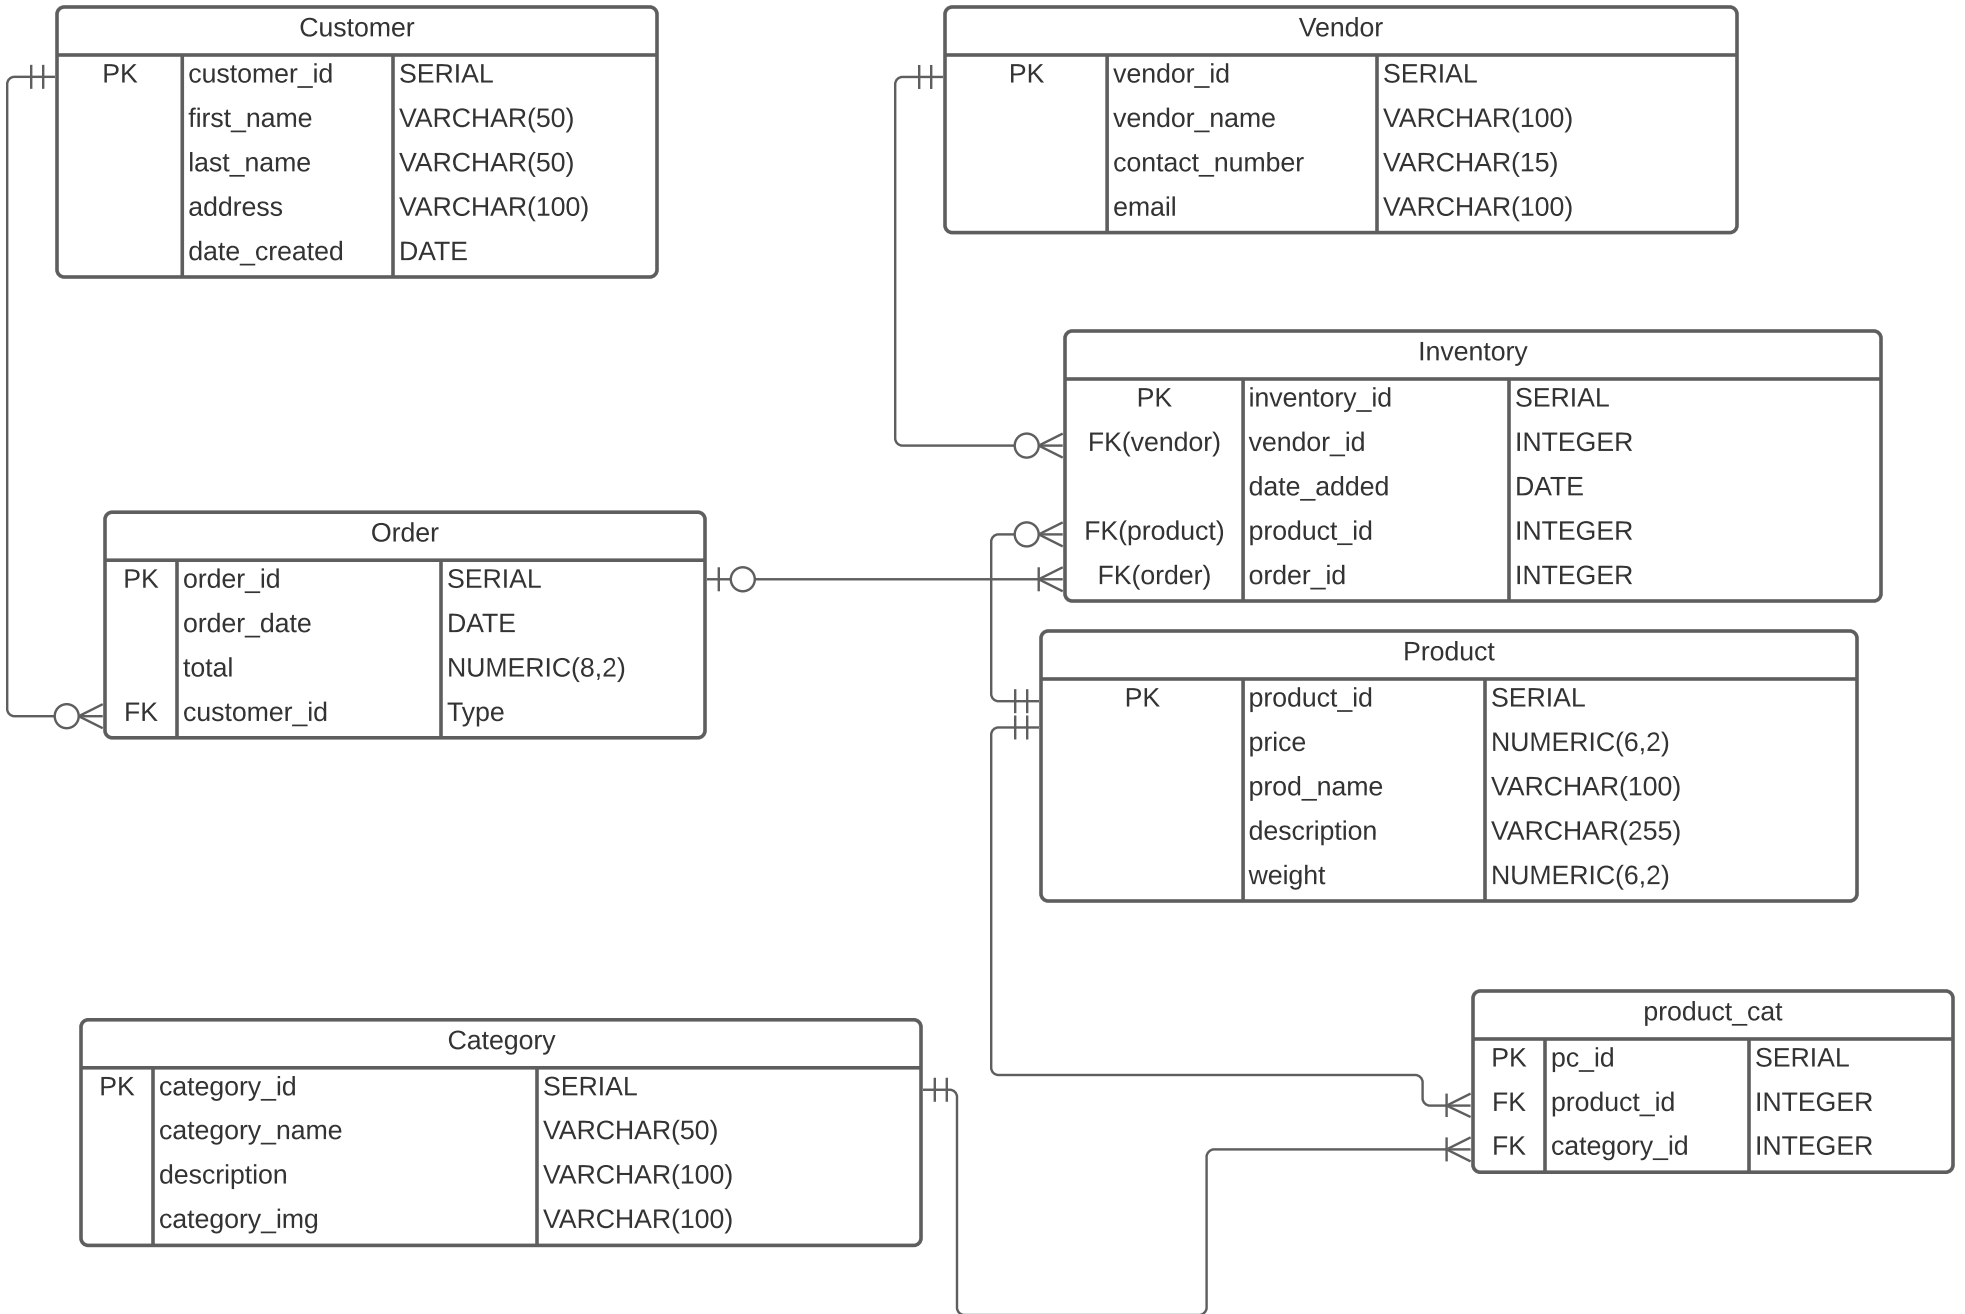 Customer
PK customer_id SERIAL
first_name VARCHAR(50)
last_name VARCHAR(50)
address VARCHAR(100)
date_created DATE
Vendor
PK vendor_id SERIAL
vendor_name VARCHAR(100)
contact_number VARCHAR(15)
email VARCHAR(100)
Inventory
PK inventory_id SERIAL
FK(vendor) vendor_id INTEGER
date_added DATE
FK(product) product_id INTEGER
FK(order) order_id INTEGER
Order
PK order_id SERIAL
order_date DATE
total NUMERIC(8,2)
FK customer_id Type
Product
PK product_id SERIAL
price NUMERIC(6,2)
prod_name VARCHAR(100)
description VARCHAR(255)
weight NUMERIC(6,2)
Category
PK category_id SERIAL
category_name VARCHAR(50)
description VARCHAR(100)
category_img VARCHAR(100)
product_cat
PK pc_id SERIAL
FK product_id INTEGER
FK category_id INTEGER